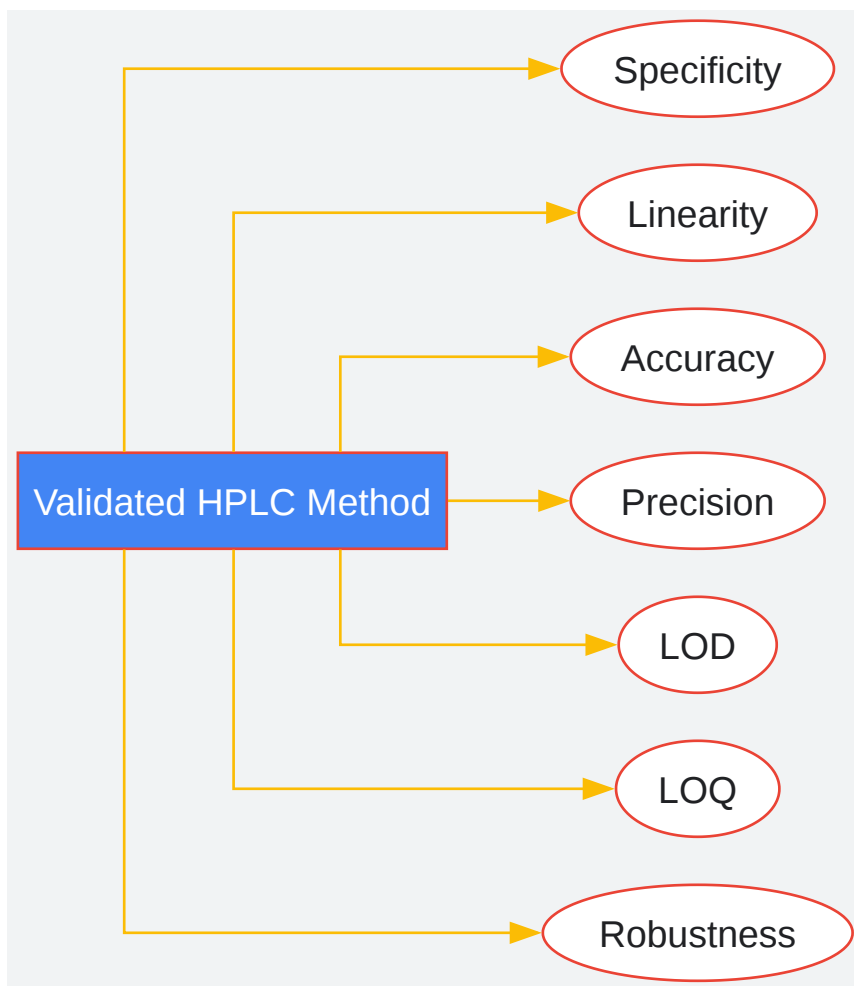 Specificity
Linearity
Accuracy
Validated HPLC Method
Precision
LOD
LOQ
Robustness